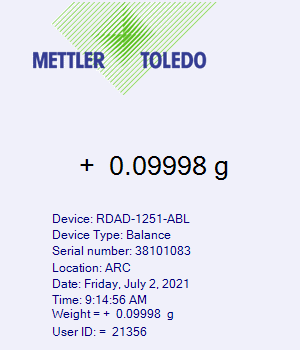 METTLER TOLEDO
+ 0.09998 g
Device: RDAD-1251-ABL
Device Type: Balance
Serial number: 38101083
Location: ARC
Date: Friday, July 2, 2021
Time: 9:14:56 AM
Weight = + 0.09998 g
User ID: = 21356